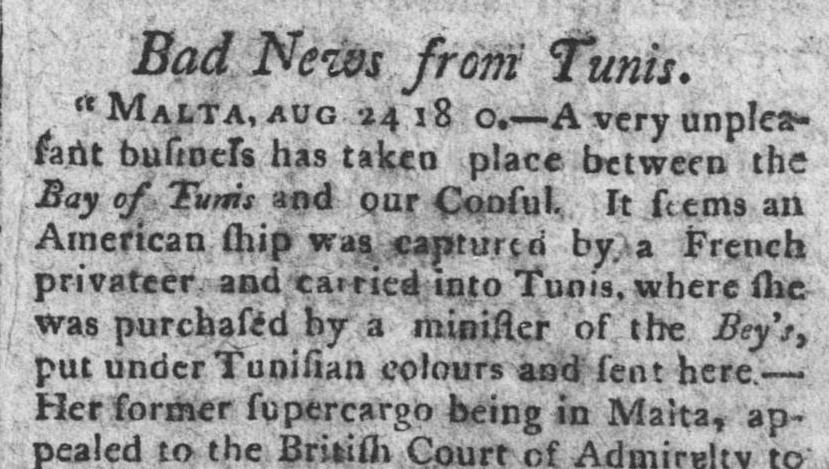 Bad News from Tunis.
“MALTA, AUG 24 18 0.—A very unplea-
ſant buſineſs has taken place between the
Bay of Tunis and our Conſul. It ſeems an
American ſhip was captured by a French
privateer and carried into Tunis, where ſhe
was purchaſed by a miniſter of the Bey's,
put under Tuniſian colours and ſent here.—
Her former ſupercargo being in Malta, ap-
pealed to the Britiſh Court of Admiralty to